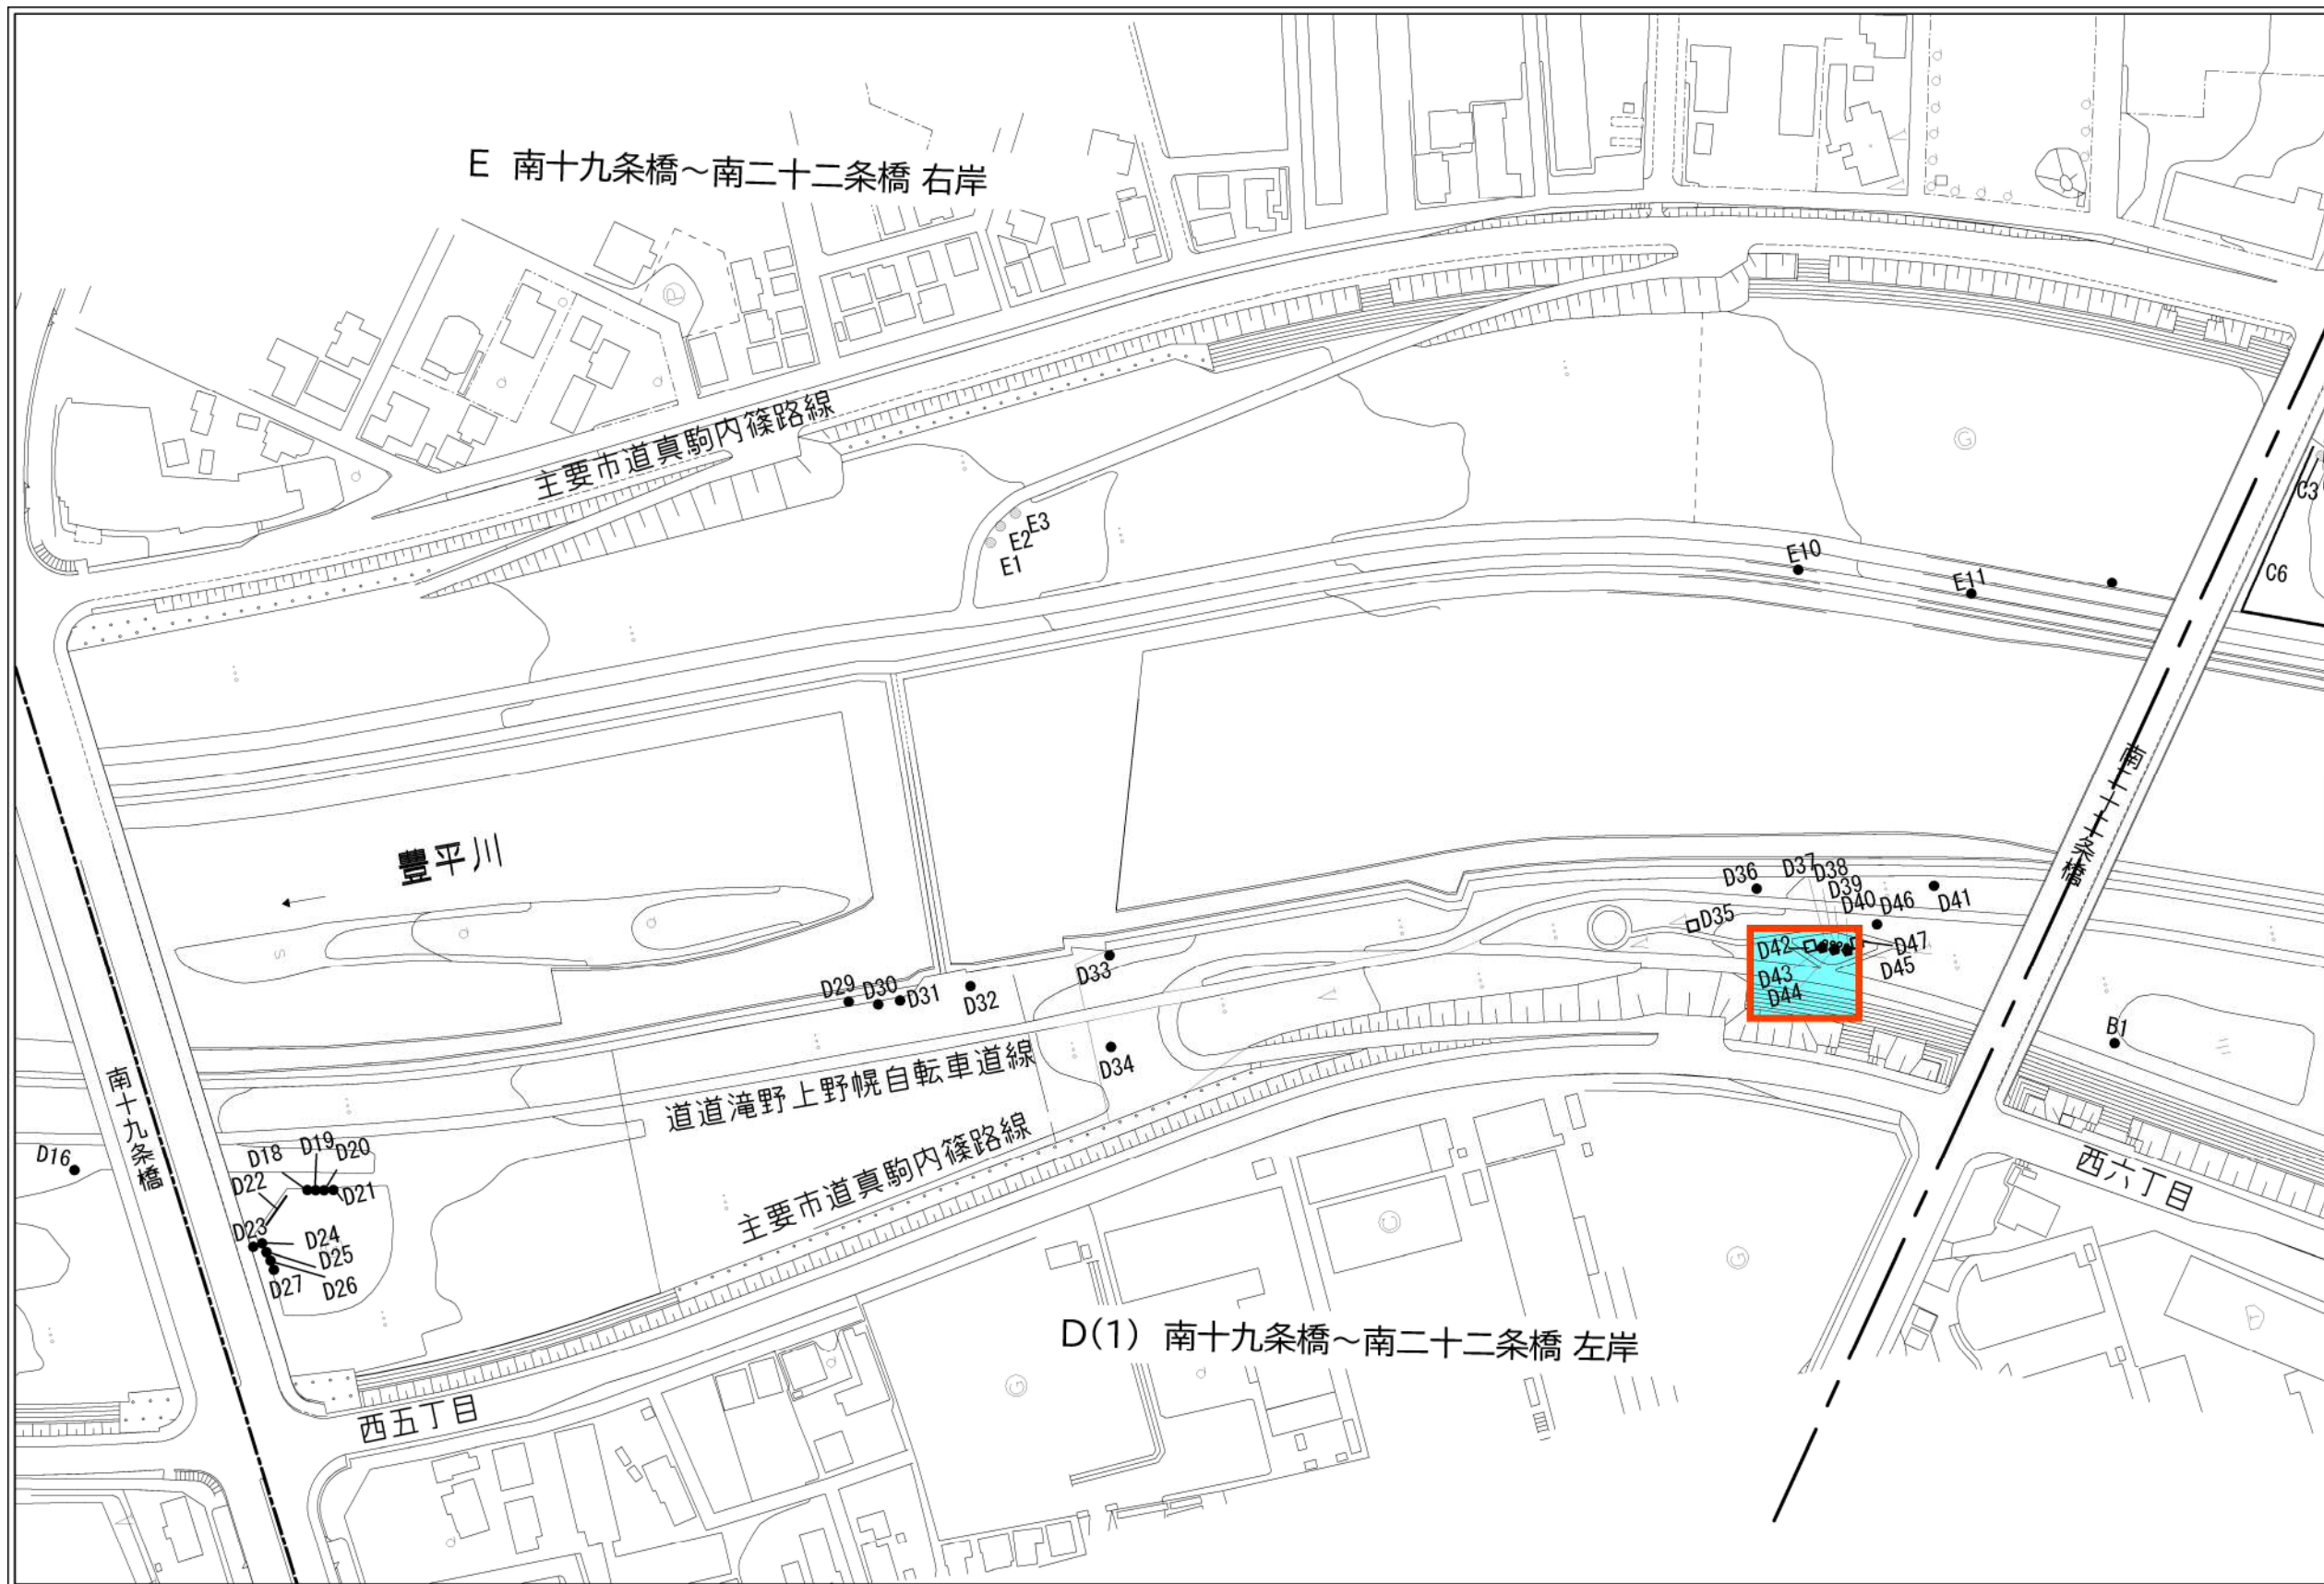 E 南十九条橋～南二十二条橋 右岸
主要市道真駒内篠路線
C3
E3
E2
E1
E10
E11
C6
南二十二条橋
豊平川
D36
D37
D38
D39
D40
D46
D41
D35
D42
D47
D43
D45
D44
D33
D29
D30
D31
D32
B1
D34
道道滝野上野幌自転車道線
南十九条橋
主要市道真駒内篠路線
D16
D18
D19
D20
D22
D21
西六丁目
D23
D24
D25
D27
D26
D(1) 南十九条橋～南二十二条橋 左岸
西五丁目